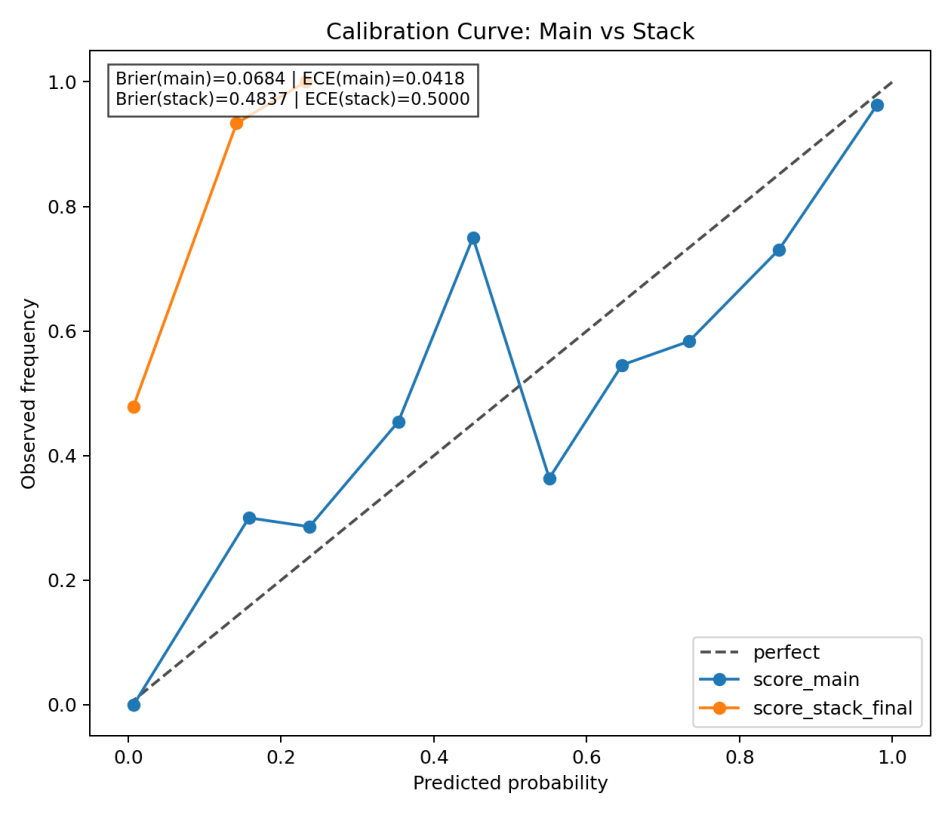 Calibration Curve: Main vs Stack
Brier(main)=0.0684 | ECE(main)=0.0418
Brier(stack)=0.4837 | ECE(stack)=0.5000
1.0
0.8
0.6
0.4
0.2
0.0
Observed frequency
perfect
score_main
score_stack_final
0.0 0.2 0.4 0.6 0.8 1.0
Predicted probability